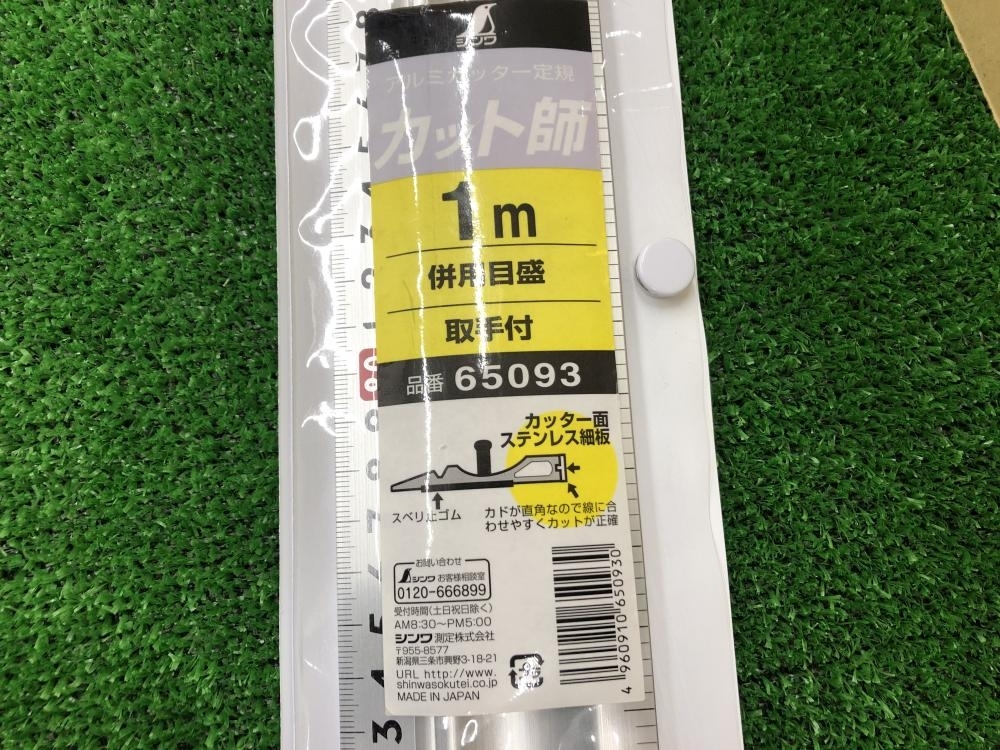 シンワ
アルミカッター定規
カット師
1m
併用目盛
取手付
品番 65093
カッター面
ステンレス細板
スベリ止ゴム
カドが直角なので線に合
わせやすくカットが正確
お問い合わせ
シンワ お客様相談室
0120-666899
受付時間(土日祝日除く)
AM8:30～PM5:00
シンワ 測定株式会社
〒955-8577
新潟県三条市興野3-18-21
URL http://www.
shinwasokutei.co.jp
MADE IN JAPAN
4 960910 650930